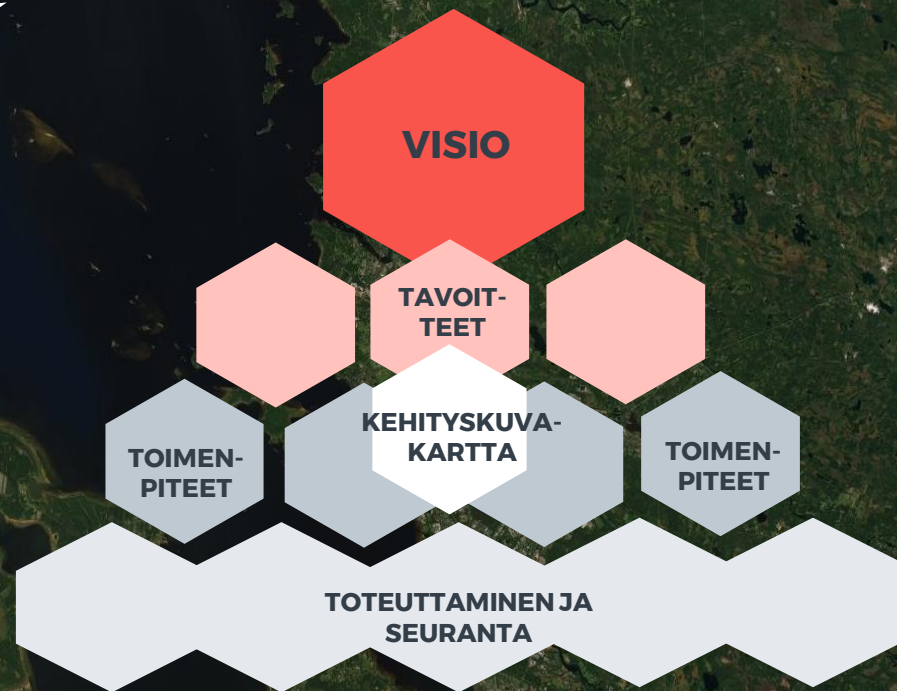 VISIO
TAVOIT-
TEET
KEHITYSKUVA-
KARTTA
TOIMEN-
PITEET
TOIMEN-
PITEET
TOTEUTTAMINEN JA
SEURANTA